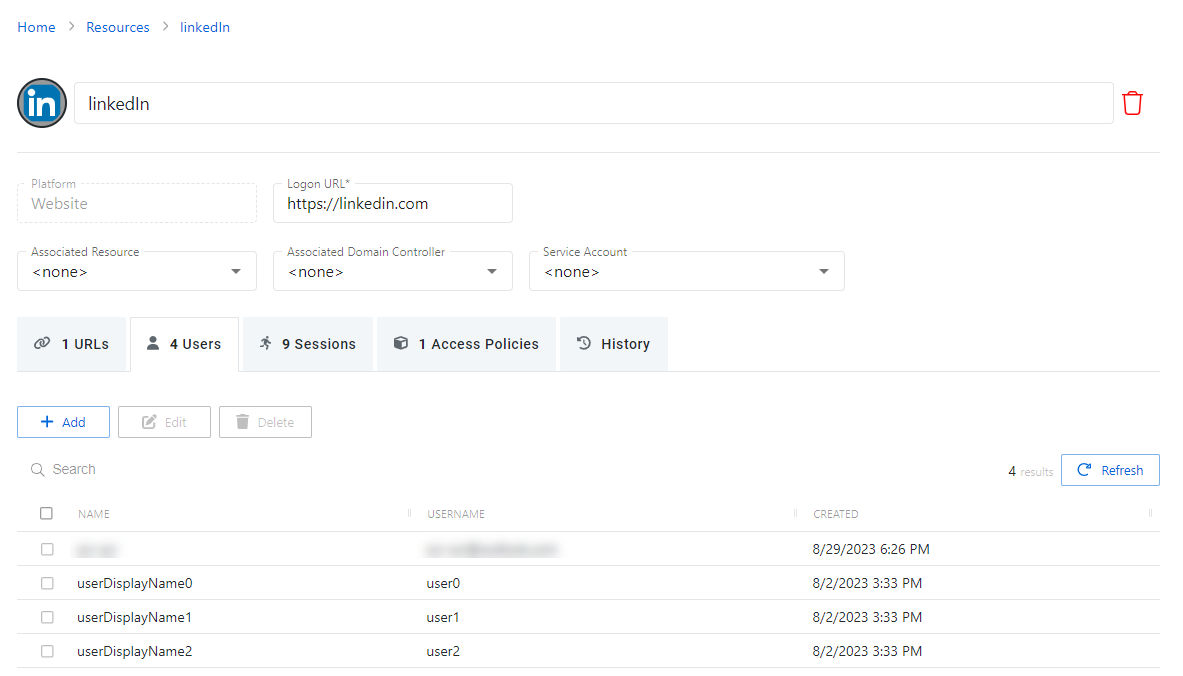 Home > Resources > linkedIn
in linkedIn
Platform
Website
Logon URL*
https://linkedin.com
Associated Resource
<none>
Associated Domain Controller
<none>
Service Account
<none>
1 URLs 4 Users 9 Sessions 1 Access Policies History
+ Add Edit Delete
Search 4 results Refresh
NAME USERNAME CREATED
8/29/2023 6:26 PM
userDisplayName0 user0 8/2/2023 3:33 PM
userDisplayName1 user1 8/2/2023 3:33 PM
userDisplayName2 user2 8/2/2023 3:33 PM